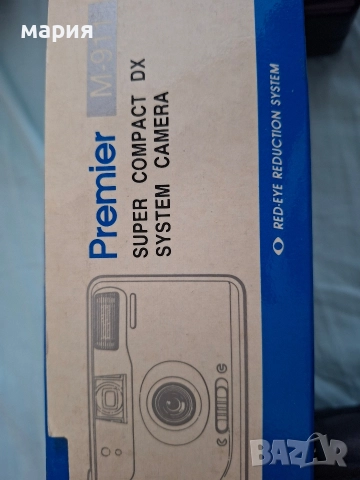 мария
Premier
SUPER COMPACT DX
SYSTEM CAMERA
RED-EYE REDUCTION SYSTEM
BAZAR